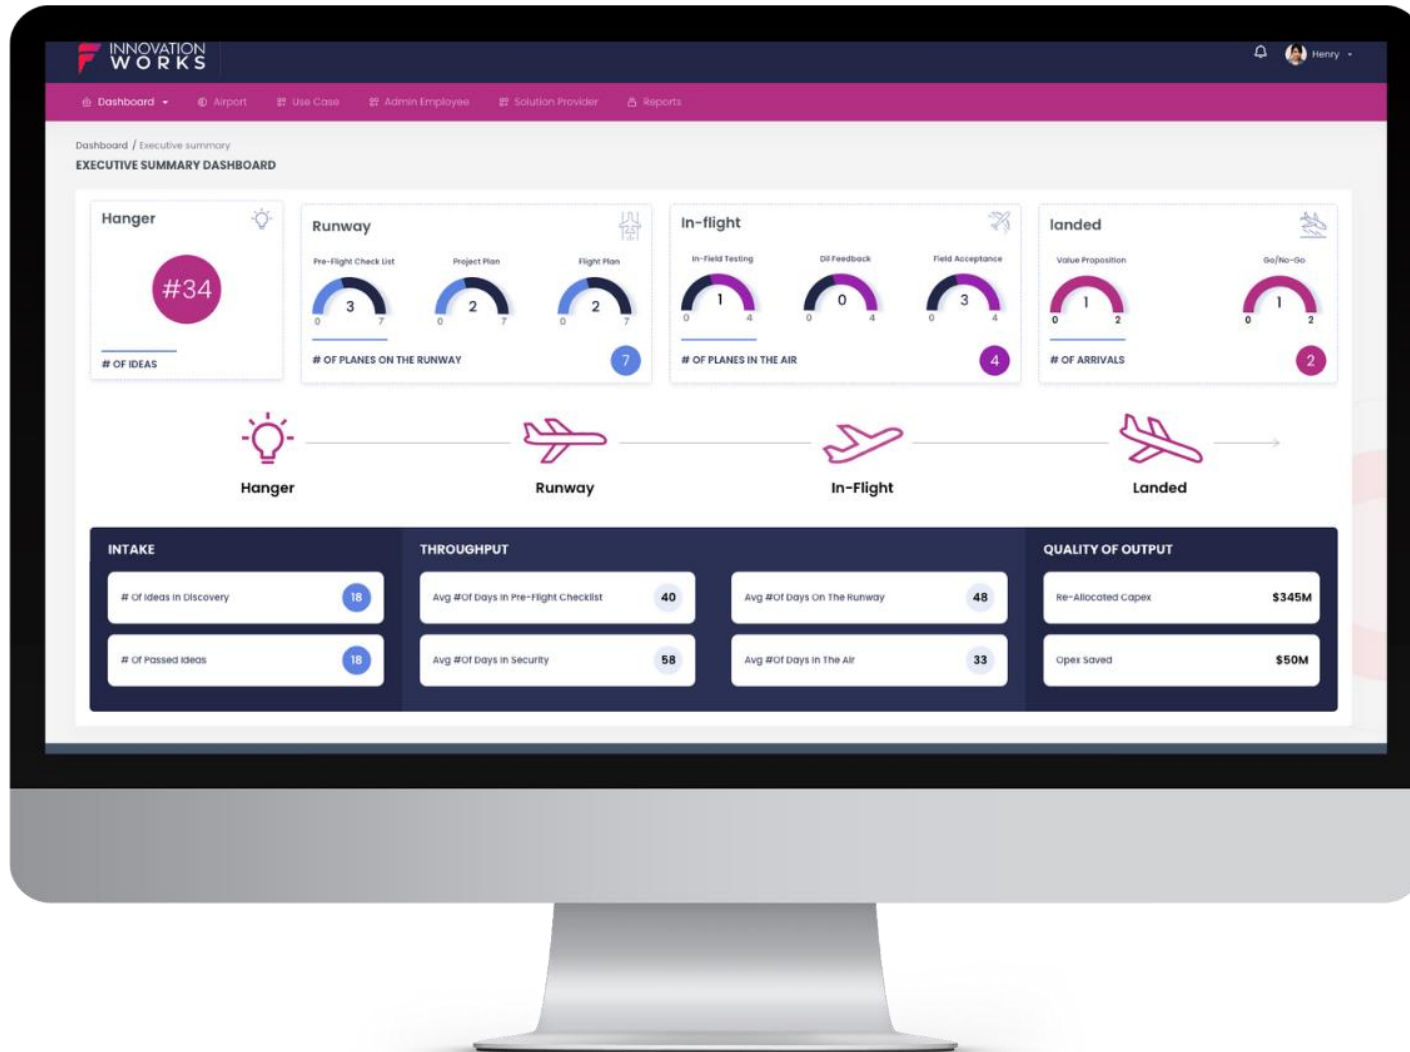 INNOVATION
WORKS
Henry
Dashboard Airport Use Case Admin Employee Solution Provider Reports
Dashboard / Executive summary
EXECUTIVE SUMMARY DASHBOARD
Hanger
#34
# OF IDEAS
Runway
Pre-Flight Check List Project Plan Flight Plan
3 2 2
0 7 0 7 0 7
# OF PLANES ON THE RUNWAY 7
In-flight
In-Field Testing Dil Feedback Field Acceptance
1 0 3
0 4 0 4 0 4
# OF PLANES IN THE AIR 4
landed
Value Proposition Go/No-Go
1 1
0 2 0 2
# OF ARRIVALS 2
Hanger Runway In-Flight Landed
INTAKE
# Of Ideas In Discovery 18
# Of Passed Ideas 18
THROUGHPUT
Avg #Of Days In Pre-Flight Checklist 40
Avg #Of Days On The Runway 48
Avg #Of Days In Security 58
Avg #Of Days In The Air 33
QUALITY OF OUTPUT
Re-Allocated Capex $345M
Opex Saved $50M